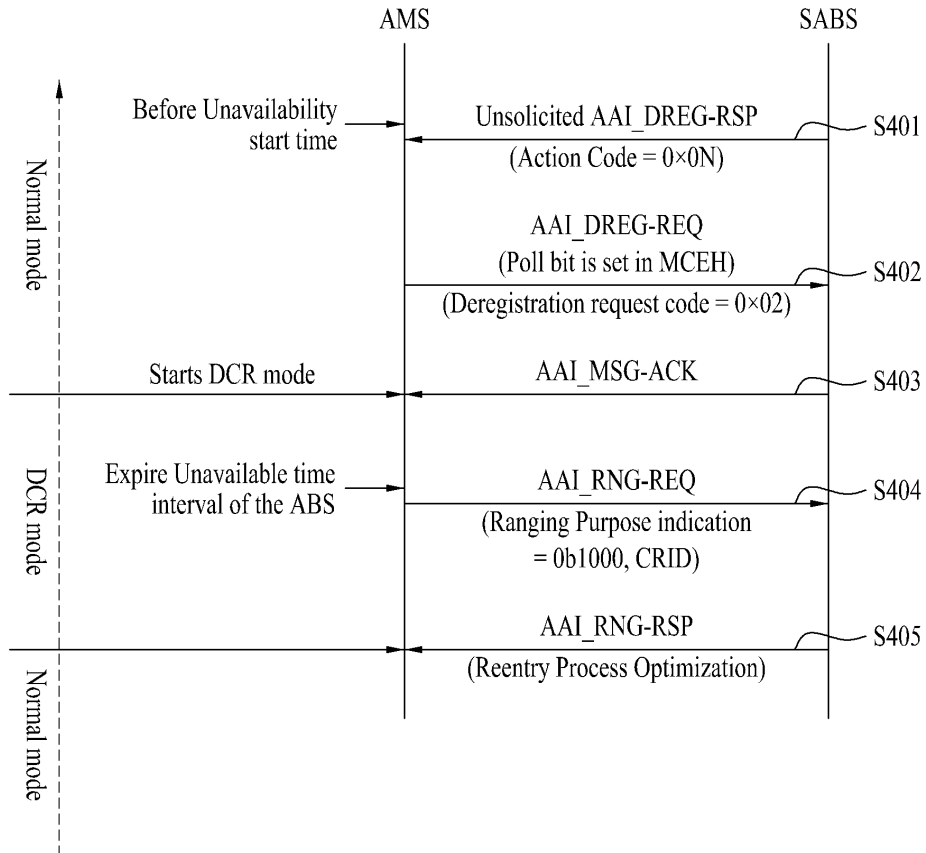 AMS
SABS
Before Unavailability
start time
Unsolicited AAI_DREG-RSP
(Action Code = 0×0N)
S401
Normal mode
AAI_DREG-REQ
(Poll bit is set in MCEH)
(Deregistration request code = 0×02)
S402
Starts DCR mode
AAI_MSG-ACK
S403
DCR mode
Expire Unavailable time
interval of the ABS
AAI_RNG-REQ
(Ranging Purpose indication
= 0b1000, CRID)
S404
AAI_RNG-RSP
(Reentry Process Optimization)
S405
Normal mode